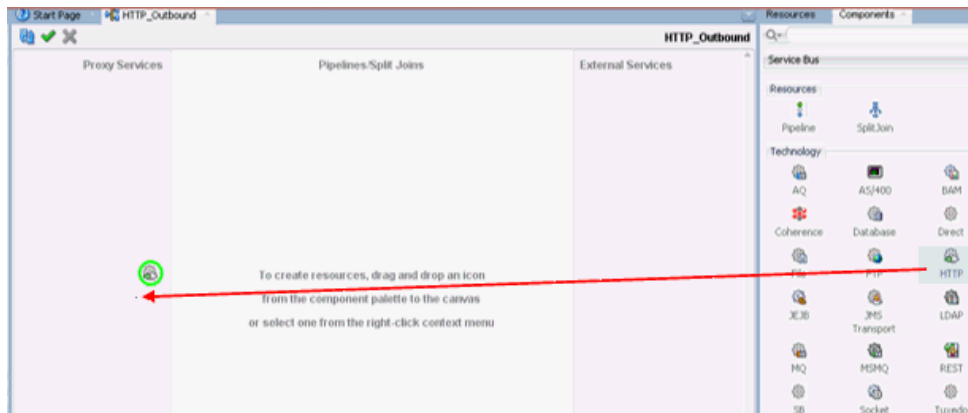 Start Page
HTTP_Outbound
Resources
Components
HTTP_Outbound
Proxy Services
Pipelines/Split Joins
External Services
Service Bus
Resources
Pipeline
SplitJoin
Technology
AQ
AS/400
BAM
Coherence
Database
Direct
File
FTP
HTTP
To create resources, drag and drop an icon
from the component palette to the canvas
or select one from the right-click context menu
JEJB
JMS
Transport
LDAP
MQ
MSMQ
REST
SB
Socket
Tuxedo